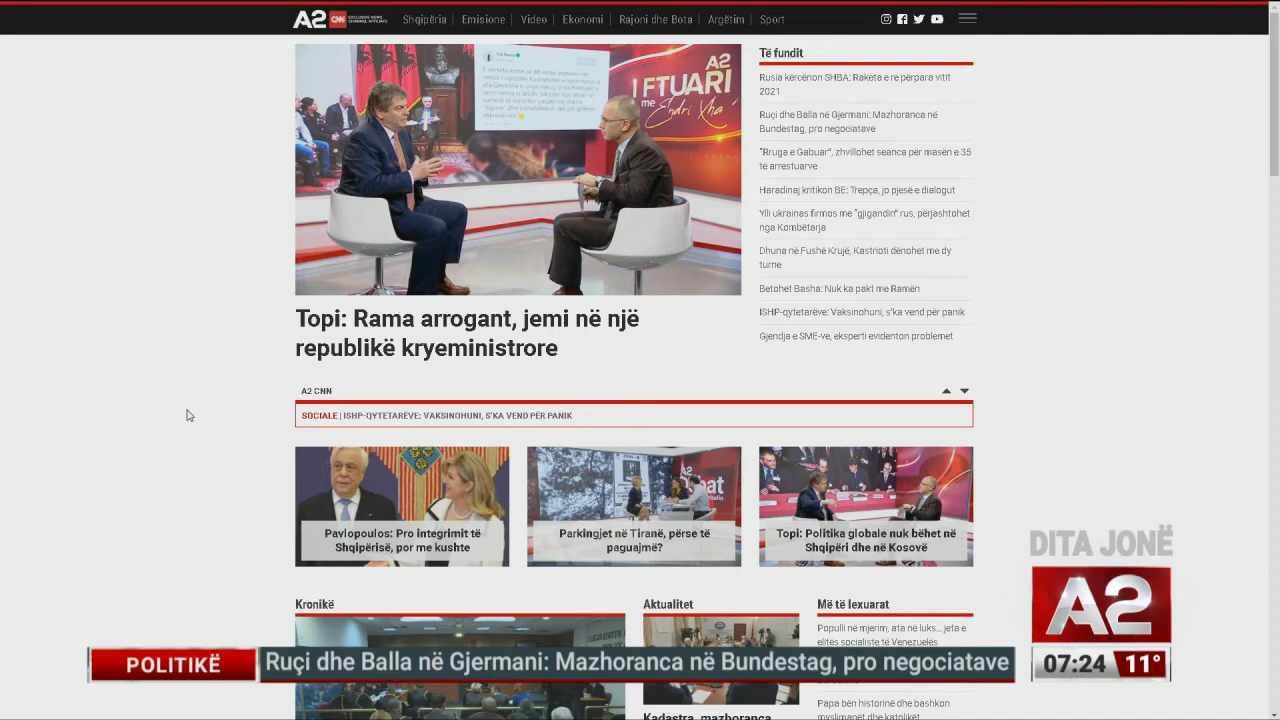 A2 CNN EXCLUSIVE NEWS CHANNEL AFFILIATE
Shqipëria | Emisione | Video | Ekonomi | Rajoni dhe Bota | Argëtim | Sport
A2
I FTUARI
me Endri Xhafa
Topi: Rama arrogant, jemi në një
republikë kryeministrore
Të fundit
Rusia kërcënon SHBA: Raketa e re përpara vitit
2021
Ruçi dhe Balla në Gjermani: Mazhoranca në
Bundestag, pro negociatave
"Rruga e Gabuar", zhvillohet seanca për masën e 35
të arrestuarve
Haradinaj kritikon BE: Trepça, jo pjesë e dialogut
Ylli ukrainas firmos me "gjigandin" rus, përjashtohet
nga Kombëtarja
Dhuna në Fushë Krujë, Kastrioti dënohet me dy
turne
Betohet Basha: Nuk ka pakt me Ramën
ISHP-qytetarëve: Vaksinohuni, s'ka vend për panik
Gjendja e SME-ve, eksperti evidenton problemet
A2 CNN
SOCIALE | ISHP-QYTETARËVE: VAKSINOHUNI, S'KA VEND PËR PANIK
Pavlopoulos: Pro integrimit të
Shqipërisë, por me kushte
A2
Parkingjet në Tiranë, përse të
paguajmë?
Topi: Politika globale nuk bëhet në
Shqipëri dhe në Kosovë
Kronikë
Aktualitet
Kadastra, mazhoranca
Më të lexuarat
Populli në mjerim, ata në luks... jeta e
elitës socialiste të Venezuelës
Papa bën historinë dhe bashkon
myslimanët dhe katolikët
DITA JONË
A2
07:24 11°
POLITIKË
Ruçi dhe Balla në Gjermani: Mazhoranca në Bundestag, pro negociatave